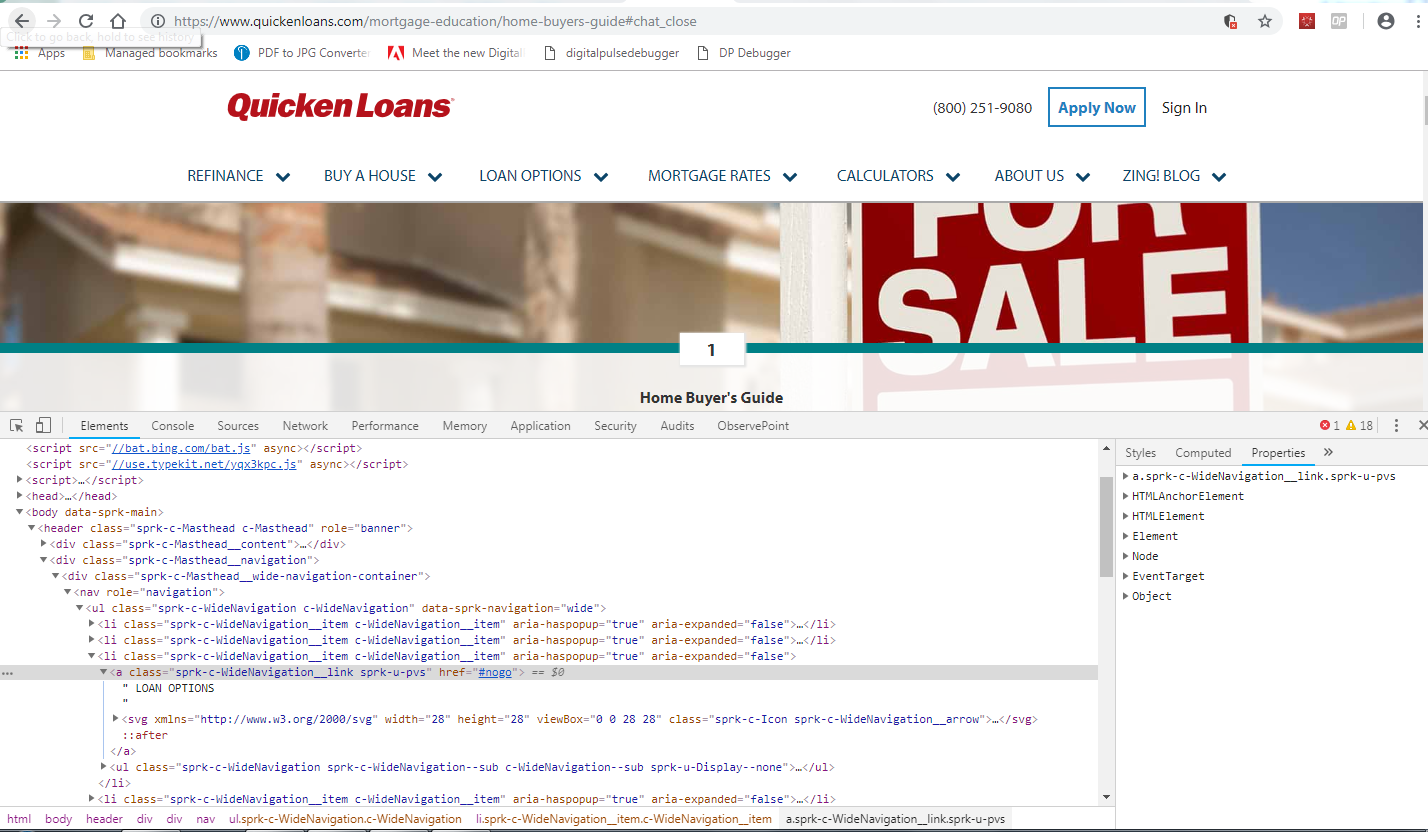 https://www.quickenloans.com/mortgage-education/home-buyers-guide#chat_close
Click to go back, hold to see history
Apps Managed bookmarks PDF to JPG Converter Meet the new Digital digitalpulsedebugger DP Debugger
Quicken Loans
(800) 251-9080 Apply Now Sign In
REFINANCE BUY A HOUSE LOAN OPTIONS MORTGAGE RATES CALCULATORS ABOUT US ZING! BLOG
FOR
SALE
1
Home Buyer's Guide
Elements Console Sources Network Performance Memory Application Security Audits ObservePoint 1 18
<script src="//bat.bing.com/bat.js" async></script>
<script src="//use.typekit.net/yqx3kpc.js" async></script>
<script>…</script>
<head>…</head>
<body data-sprk-main>
<header class="sprk-c-Masthead c-Masthead" role="banner">
<div class="sprk-c-Masthead__content">…</div>
<div class="sprk-c-Masthead__navigation">
<div class="sprk-c-Masthead__wide-navigation-container">
<nav role="navigation">
<ul class="sprk-c-WideNavigation c-WideNavigation" data-sprk-navigation="wide">
<li class="sprk-c-WideNavigation__item c-WideNavigation__item" aria-haspopup="true" aria-expanded="false">…</li>
<li class="sprk-c-WideNavigation__item c-WideNavigation__item" aria-haspopup="true" aria-expanded="false">…</li>
<li class="sprk-c-WideNavigation__item c-WideNavigation__item" aria-haspopup="true" aria-expanded="false">
<a class="sprk-c-WideNavigation__link sprk-u-pvs" href="#nogo"> == $0
" LOAN OPTIONS
"
<svg xmlns="http://www.w3.org/2000/svg" width="28" height="28" viewBox="0 0 28 28" class="sprk-c-Icon sprk-c-WideNavigation__arrow">…</svg>
::after
</a>
<ul class="sprk-c-WideNavigation sprk-c-WideNavigation--sub c-WideNavigation--sub sprk-u-Display--none">…</ul>
</li>
<li class="sprk-c-WideNavigation__item c-WideNavigation__item" aria-haspopup="true" aria-expanded="false">…</li>
html body header div div nav ul.sprk-c-WideNavigation.c-WideNavigation li.sprk-c-WideNavigation__item.c-WideNavigation__item a.sprk-c-WideNavigation__link.sprk-u-pvs
Styles Computed Properties »
a.sprk-c-WideNavigation__link.sprk-u-pvs
HTMLAnchorElement
HTMLElement
Element
Node
EventTarget
Object